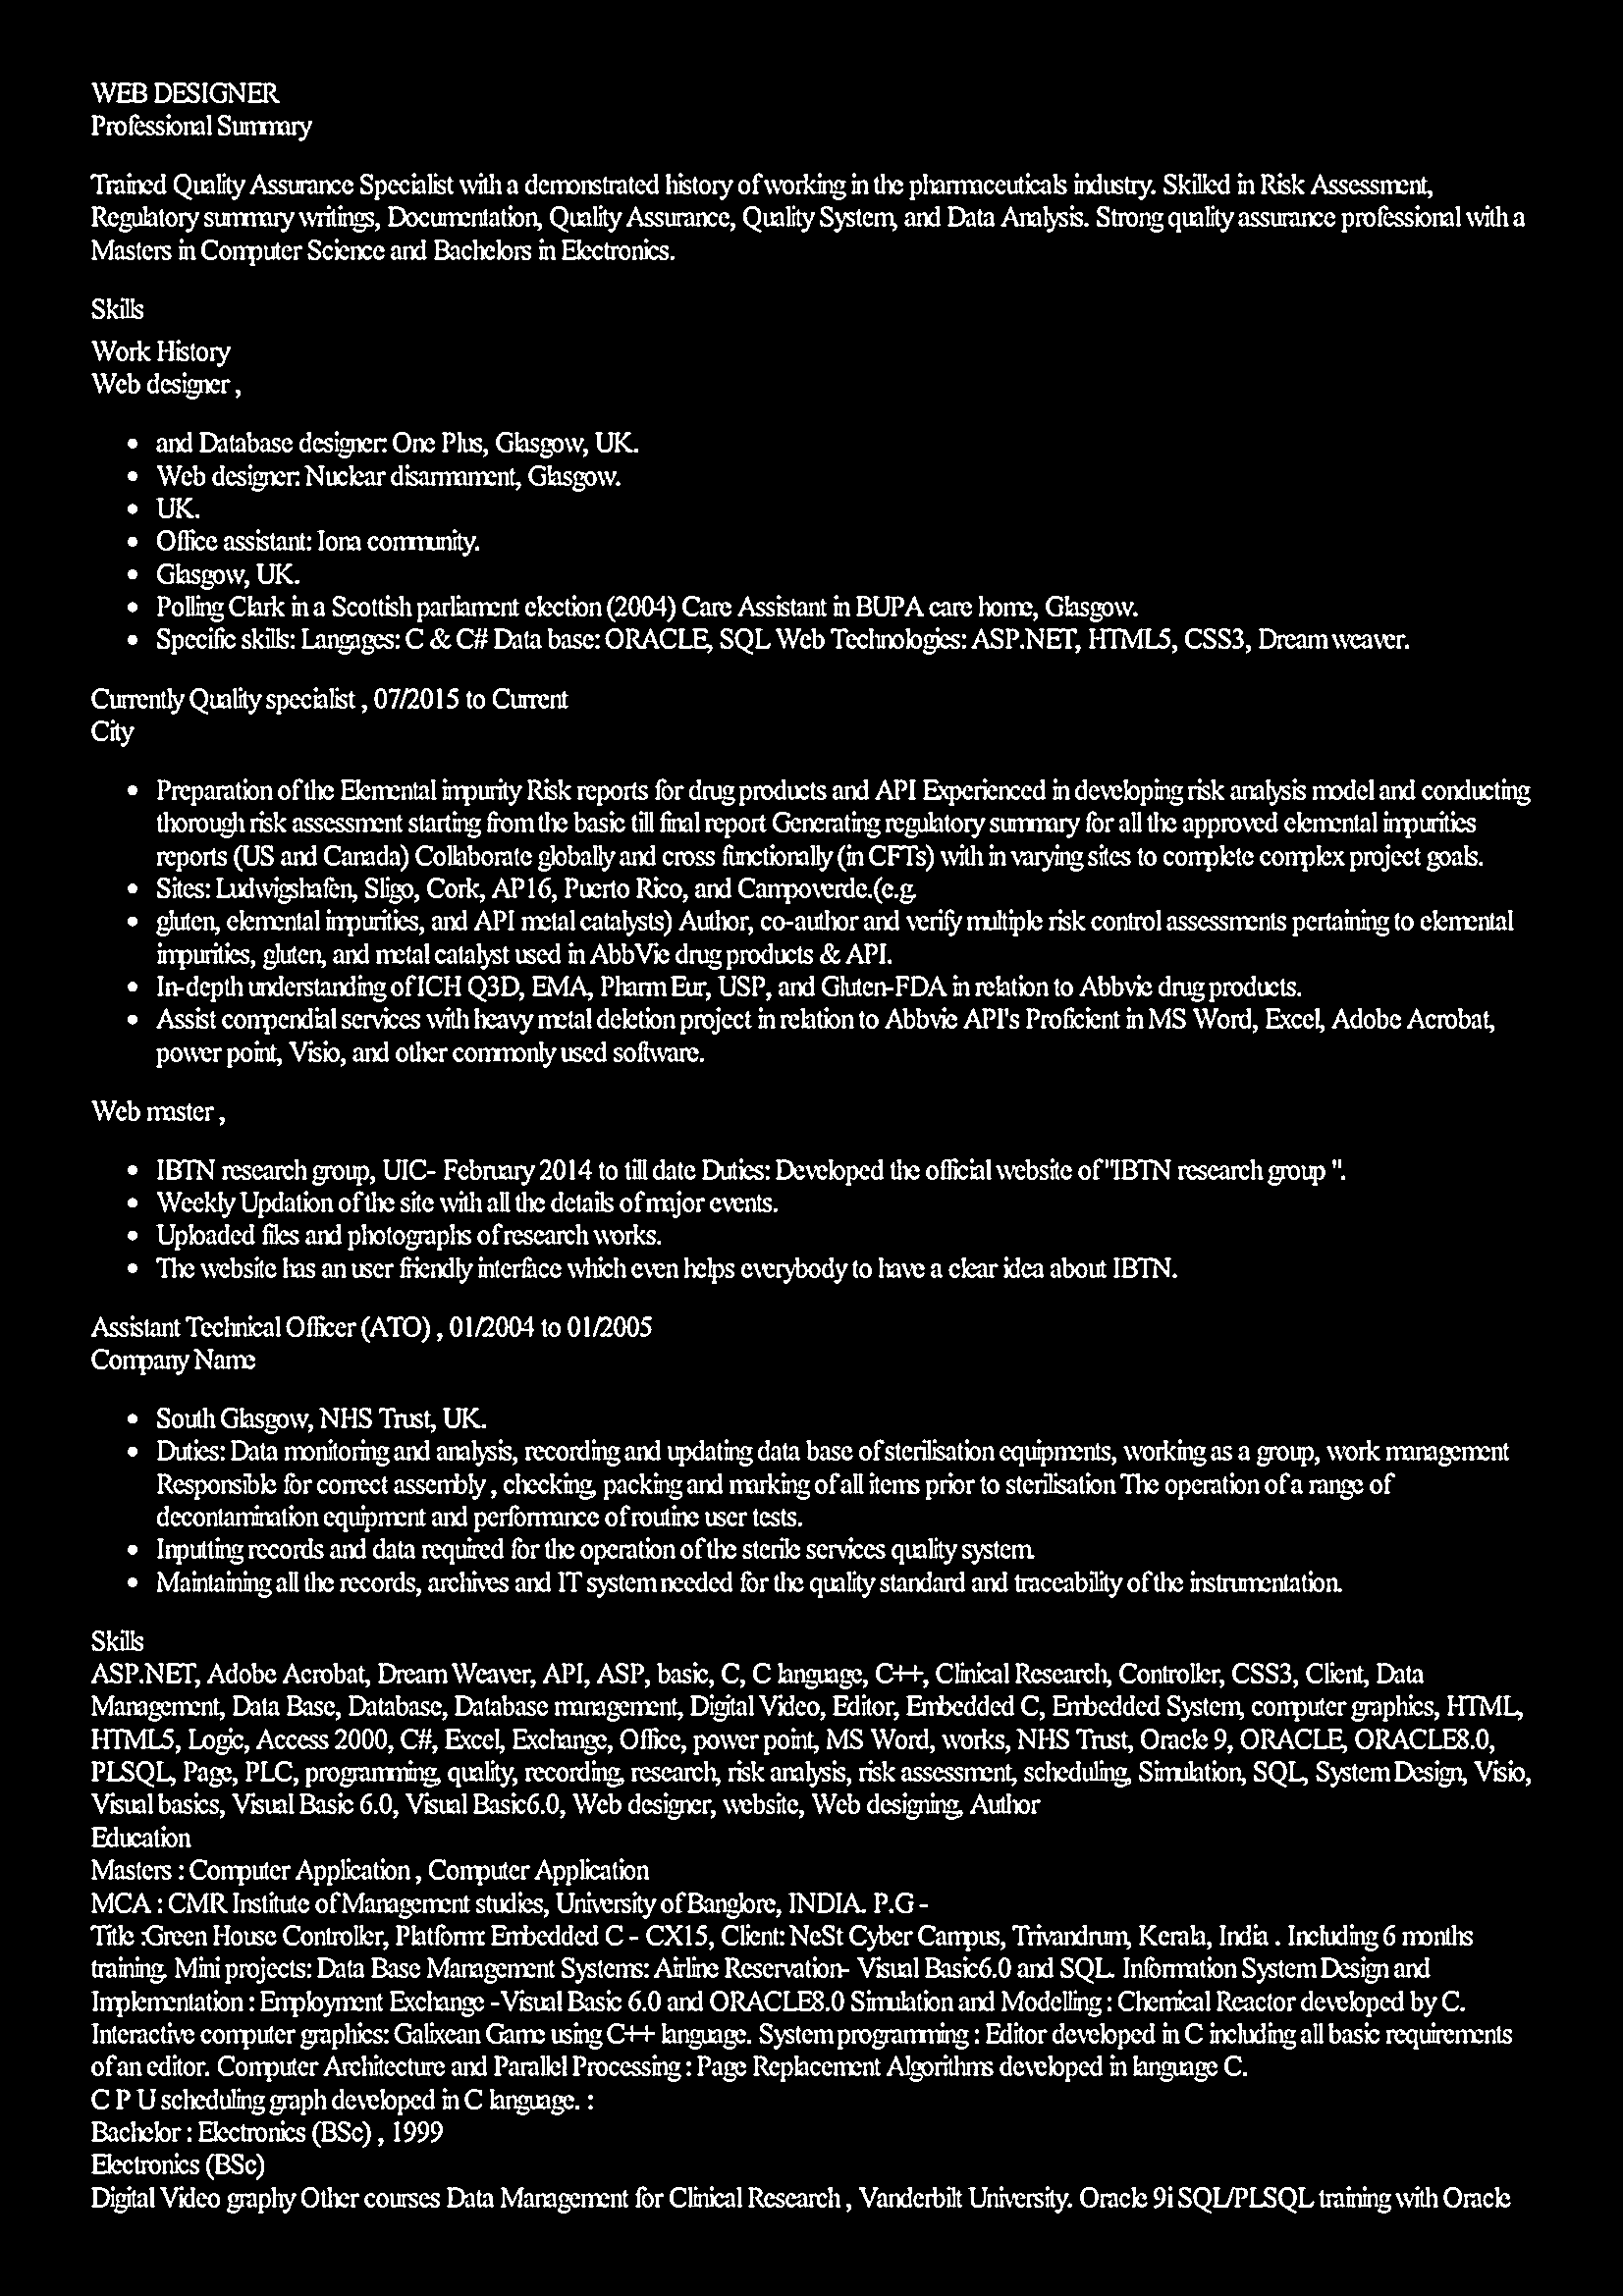 WEB DESIGNER
Professional Summary
Trained Quality Assurance Specialist with a demonstrated history of working in the pharmaceuticals industry. Skilled in Risk Assessment,
Regulatory summary writings, Documentation, Quality Assurance, Quality System, and Data Analysis. Strong quality assurance professional with a
Masters in Computer Science and Bachelors in Electronics.
Skills
Work History
Web designer ,
• and Database designer: One Plus, Glasgow, UK.
• Web designer: Nuclear disarmament, Glasgow.
• UK.
• Office assistant: Iona community.
• Glasgow, UK.
• Polling Clark in a Scottish parliament election (2004) Care Assistant in BUPA care home, Glasgow.
• Specific skills: Langages: C & C# Data base: ORACLE, SQL Web Technologies: ASP.NET, HTML5, CSS3, Dream weaver.
Currently Quality specialist , 07/2015 to Current
City
• Preparation of the Elemental impurity Risk reports for drug products and API Experienced in developing risk analysis model and conducting
thorough risk assessment starting from the basic till final report Generating regulatory summary for all the approved elemental impurities
reports (US and Canada) Collaborate globally and cross functionally (in CFTs) with in varying sites to complete complex project goals.
• Sites: Ludwigshafen, Sligo, Cork, AP16, Puerto Rico, and Campoverde.(e.g.
• gluten, elemental impurities, and API metal catalysts) Author, co-author and verify multiple risk control assessments pertaining to elemental
impurities, gluten, and metal catalyst used in AbbVie drug products & API.
• In-depth understanding of ICH Q3D, EMA, Pharm Eur, USP, and Gluten-FDA in relation to Abbvie drug products.
• Assist compendial services with heavy metal deletion project in relation to Abbvie API's Proficient in MS Word, Excel, Adobe Acrobat,
power point, Visio, and other commonly used software.
Web master ,
• IBTN research group, UIC- February 2014 to till date Duties: Developed the official website of "IBTN research group ".
• Weekly Updation of the site with all the details of major events.
• Uploaded files and photographs of research works.
• The website has an user friendly interface which even helps everybody to have a clear idea about IBTN.
Assistant Technical Officer (ATO) , 01/2004 to 01/2005
Company Name
• South Glasgow, NHS Trust, UK.
• Duties: Data monitoring and analysis, recording and updating data base of sterilisation equipments, working as a group, work management
Responsible for correct assembly , checking, packing and marking of all items prior to sterilisation The operation of a range of
decontamination equipment and performance of routine user tests.
• Inputting records and data required for the operation of the sterile services quality system.
• Maintaining all the records, archives and IT system needed for the quality standard and traceability of the instrumentation.
Skills
ASP.NET, Adobe Acrobat, Dream Weaver, API, ASP, basic, C, C language, C++, Clinical Research, Controller, CSS3, Client, Data
Management, Data Base, Database, Database management, Digital Video, Editor, Embedded C, Embedded System, computer graphics, HTML,
HTML5, Logic, Access 2000, C#, Excel, Exchange, Office, power point, MS Word, works, NHS Trust, Oracle 9, ORACLE, ORACLE8.0,
PLSQL, Page, PLC, programming, quality, recording, research, risk analysis, risk assessment, scheduling, Simulation, SQL, System Design, Visio,
Visual basics, Visual Basic 6.0, Visual Basic6.0, Web designer, website, Web designing, Author
Education
Masters : Computer Application , Computer Application
MCA : CMR Institute of Management studies, University of Banglore, INDIA. P.G -
Title :Green House Controller, Platform: Embedded C - CX15, Client: NeSt Cyber Campus, Trivandrum, Kerala, India . Including 6 months
training. Mini projects: Data Base Management Systems: Airline Reservation- Visual Basic6.0 and SQL. Information System Design and
Implementation : Employment Exchange -Visual Basic 6.0 and ORACLE8.0 Simulation and Modelling : Chemical Reactor developed by C.
Interactive computer graphics: Galixean Game using C++ language. System programming : Editor developed in C including all basic requirements
of an editor. Computer Architecture and Parallel Processing : Page Replacement Algorithms developed in language C.
C P U scheduling graph developed in C language. :
Bachelor : Electronics (BSc) , 1999
Electronics (BSc)
Digital Video graphy Other courses Data Management for Clinical Research , Vanderbilt University. Oracle 9i SQL/PLSQL training with Oracle